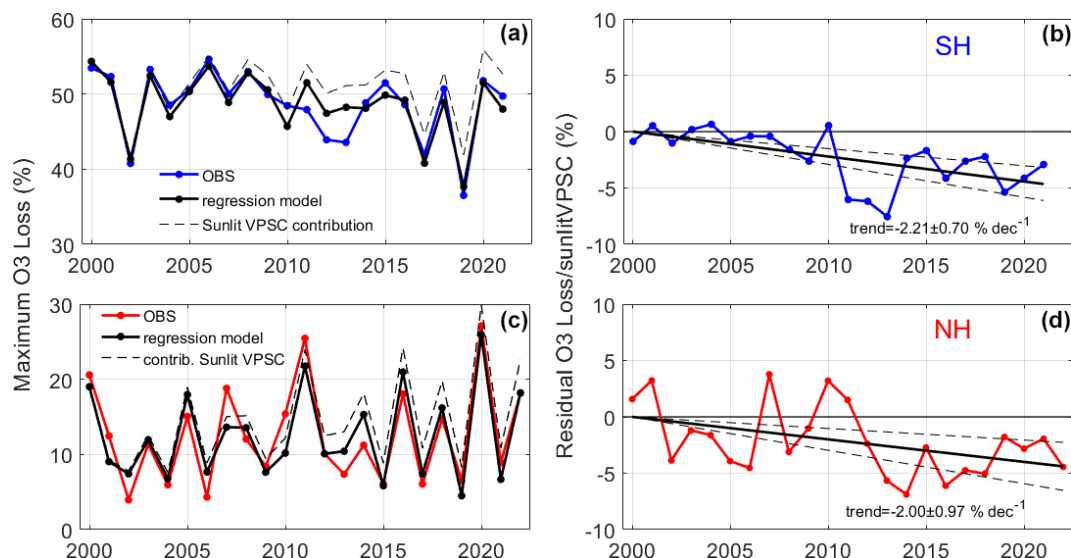 Maximum O3 Loss (%)
60
50
40
30
(a)
OBS
regression model
Sunlit VPSC contribution
2000 2005 2010 2015 2020
Residual O3 Loss/sunlitVPSC (%)
10
5
0
-5
-10
SH
(b)
trend=-2.21±0.70 % dec⁻¹
2000 2005 2010 2015 2020
30
20
10
0
OBS
regression model
contrib. Sunlit VPSC
(c)
2000 2005 2010 2015 2020
10
5
0
-5
-10
NH
(d)
trend=-2.00±0.97 % dec⁻¹
2000 2005 2010 2015 2020